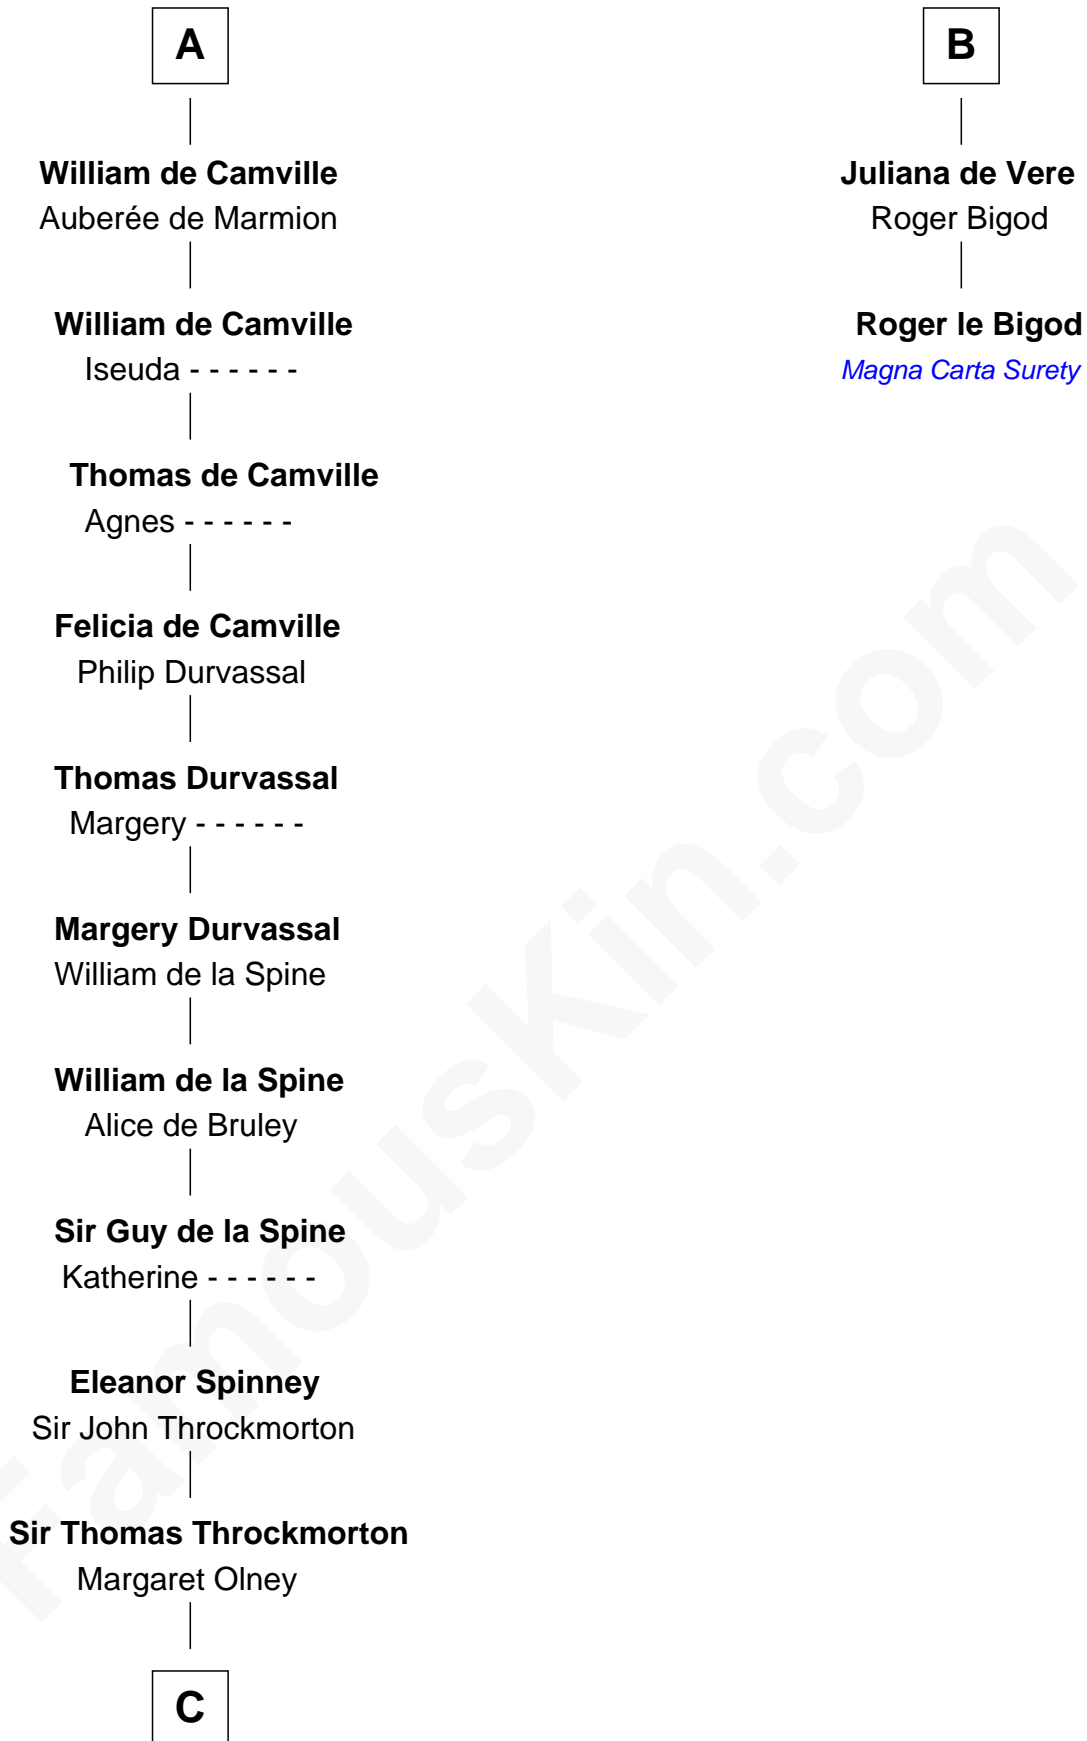 A
William de Camville
Auberée de Marmion
William de Camville
Iseuda - - - - - -
Thomas de Camville
Agnes - - - - - -
Felicia de Camville
Philip Durvassal
Thomas Durvassal
Margery - - - - - -
Margery Durvassal
William de la Spine
William de la Spine
Alice de Bruley
Sir Guy de la Spine
Katherine - - - - - -
Eleanor Spinney
Sir John Throckmorton
Sir Thomas Throckmorton
Margaret Olney
C
B
Juliana de Vere
Roger Bigod
Roger le Bigod
Magna Carta Surety
FamousKin.com